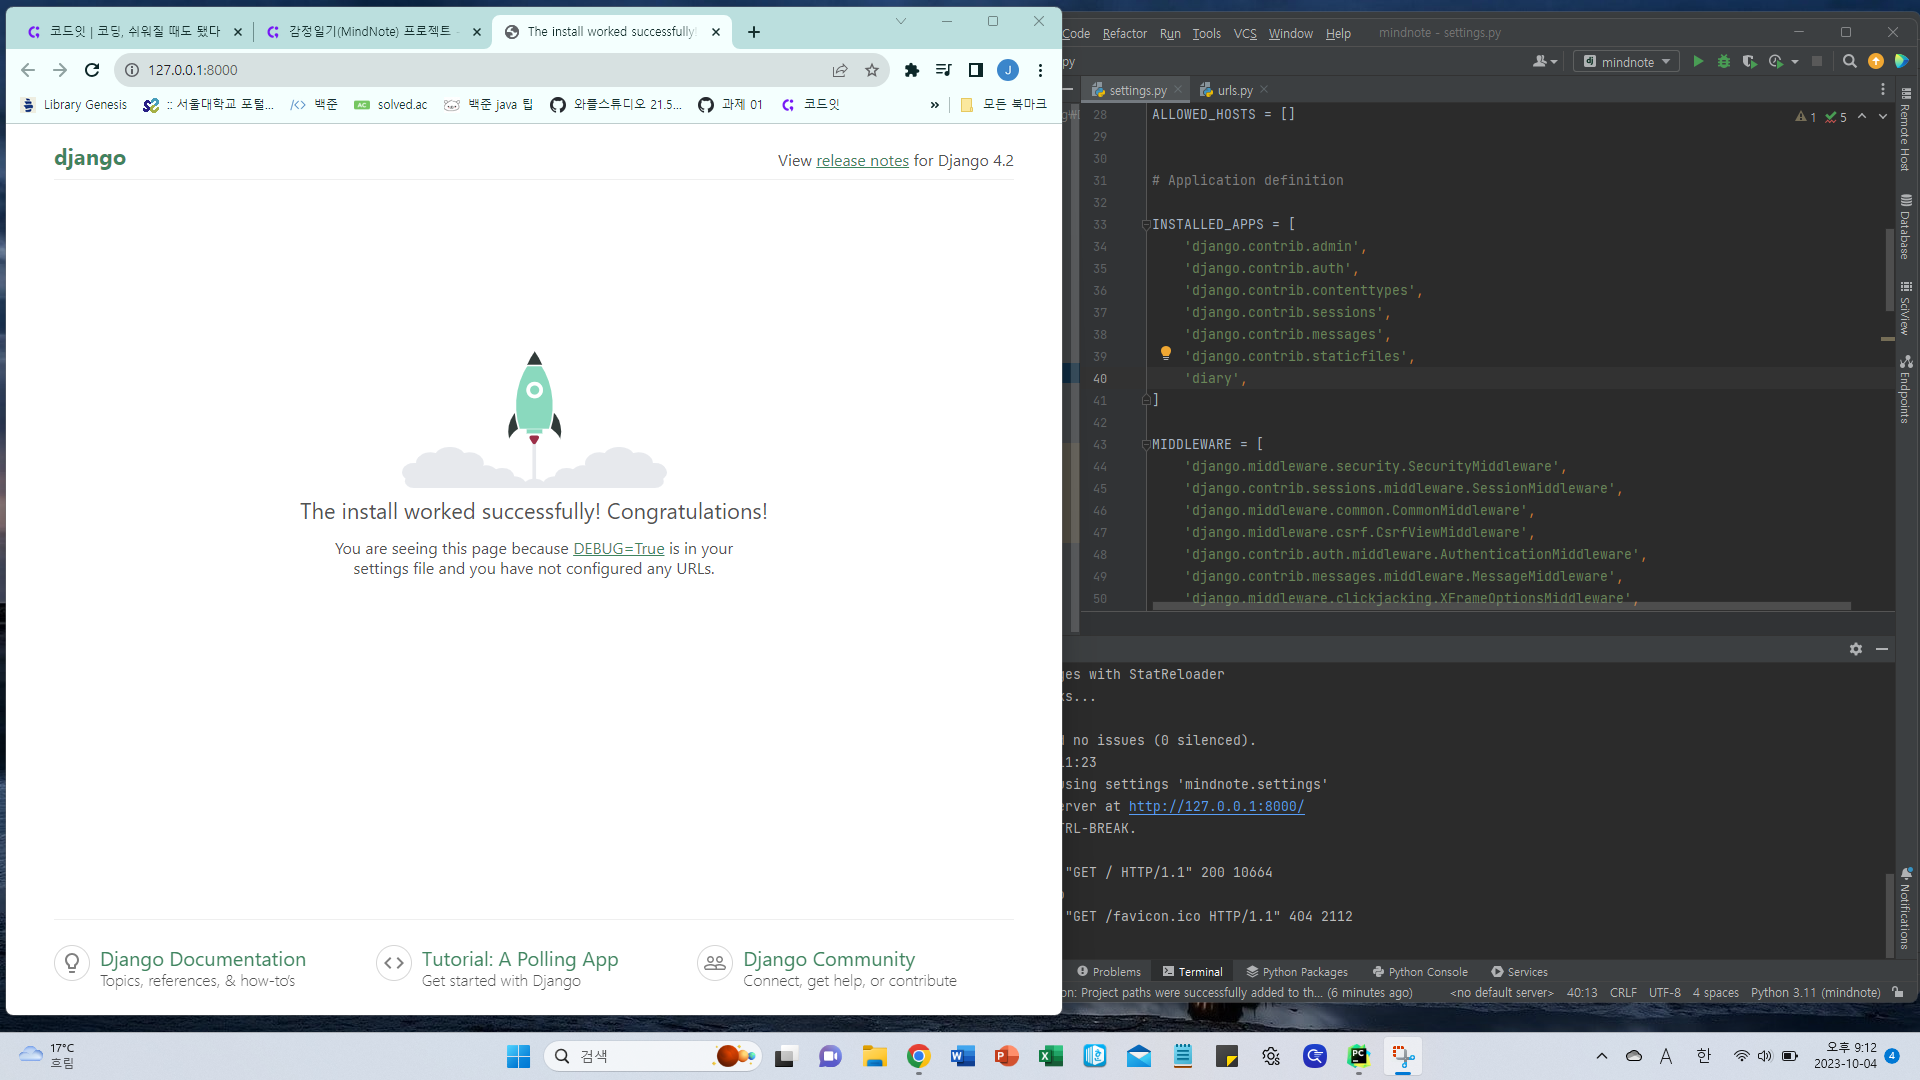 코드잇 | 코딩, 쉬워질 때도 됐다
감정일기(MindNote) 프로젝트
The install worked successfully!
127.0.0.1:8000
Library Genesis
:: 서울대학교 포털...
백준
solved.ac
백준 java 팁
와플스튜디오 21.5...
과제 01
코드잇
»
모든 북마크
django
View release notes for Django 4.2
The install worked successfully! Congratulations!
You are seeing this page because DEBUG=True is in your
settings file and you have not configured any URLs.
Django Documentation
Topics, references, & how-to's
Tutorial: A Polling App
Get started with Django
Django Community
Connect, get help, or contribute
Code Refactor Run Tools VCS Window Help mindnote - settings.py
py
mindnote
settings.py
urls.py
28 ALLOWED_HOSTS = []
29
30
31 # Application definition
32
33 INSTALLED_APPS = [
34 'django.contrib.admin',
35 'django.contrib.auth',
36 'django.contrib.contenttypes',
37 'django.contrib.sessions',
38 'django.contrib.messages',
39 'django.contrib.staticfiles',
40 'diary',
41 ]
42
43 MIDDLEWARE = [
44 'django.middleware.security.SecurityMiddleware',
45 'django.contrib.sessions.middleware.SessionMiddleware',
46 'django.middleware.common.CommonMiddleware',
47 'django.middleware.csrf.CsrfViewMiddleware',
48 'django.contrib.auth.middleware.AuthenticationMiddleware',
49 'django.contrib.messages.middleware.MessageMiddleware',
50 'django.middleware.clickjacking.XFrameOptionsMiddleware',
1 5
Remote Host
Database
SciView
Endpoints
Notifications
ges with StatReloader
ks...
no issues (0 silenced).
11:23
using settings 'mindnote.settings'
erver at http://127.0.0.1:8000/
TRL-BREAK.
"GET / HTTP/1.1" 200 10664
"GET /favicon.ico HTTP/1.1" 404 2112
Problems Terminal Python Packages Python Console Services
on: Project paths were successfully added to th... (6 minutes ago) <no default server> 40:13 CRLF UTF-8 4 spaces Python 3.11 (mindnote)
17°C
흐림
검색
A
한
오후 9:12
2023-10-04
4